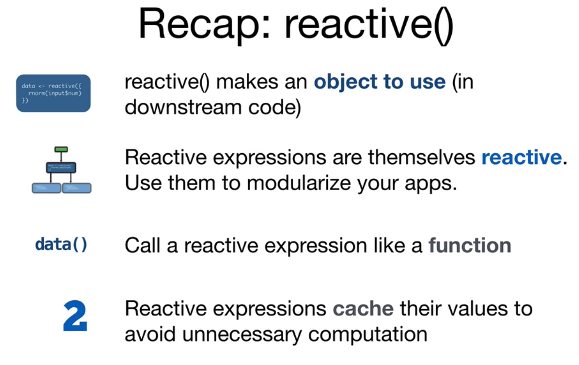 Recap: reactive()
data <- reactive({
rnorm(input$num)
})
reactive() makes an object to use (in
downstream code)
Reactive expressions are themselves reactive.
Use them to modularize your apps.
data()
Call a reactive expression like a function
2
Reactive expressions cache their values to
avoid unnecessary computation